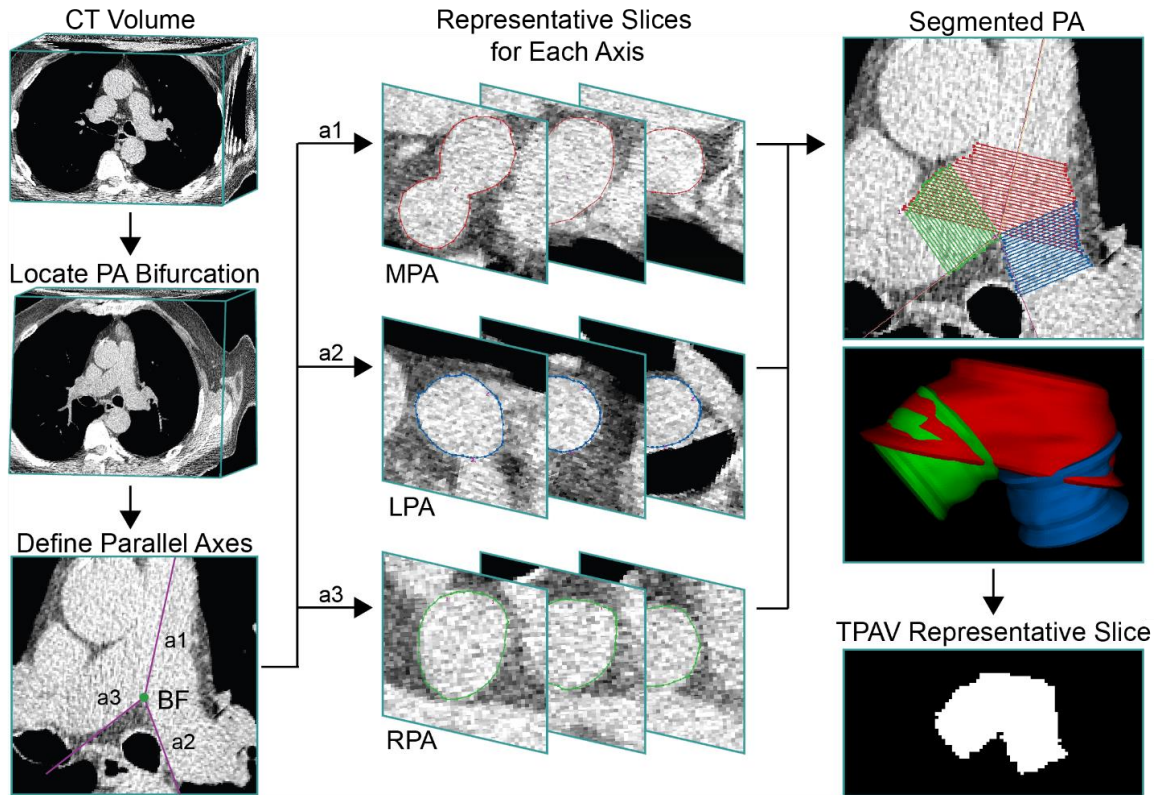 CT Volume
Locate PA Bifurcation
Define Parallel Axes
a1
a3
BF
a2
Representative Slices
for Each Axis
a1
MPA
a2
LPA
a3
RPA
Segmented PA
TPAV Representative Slice